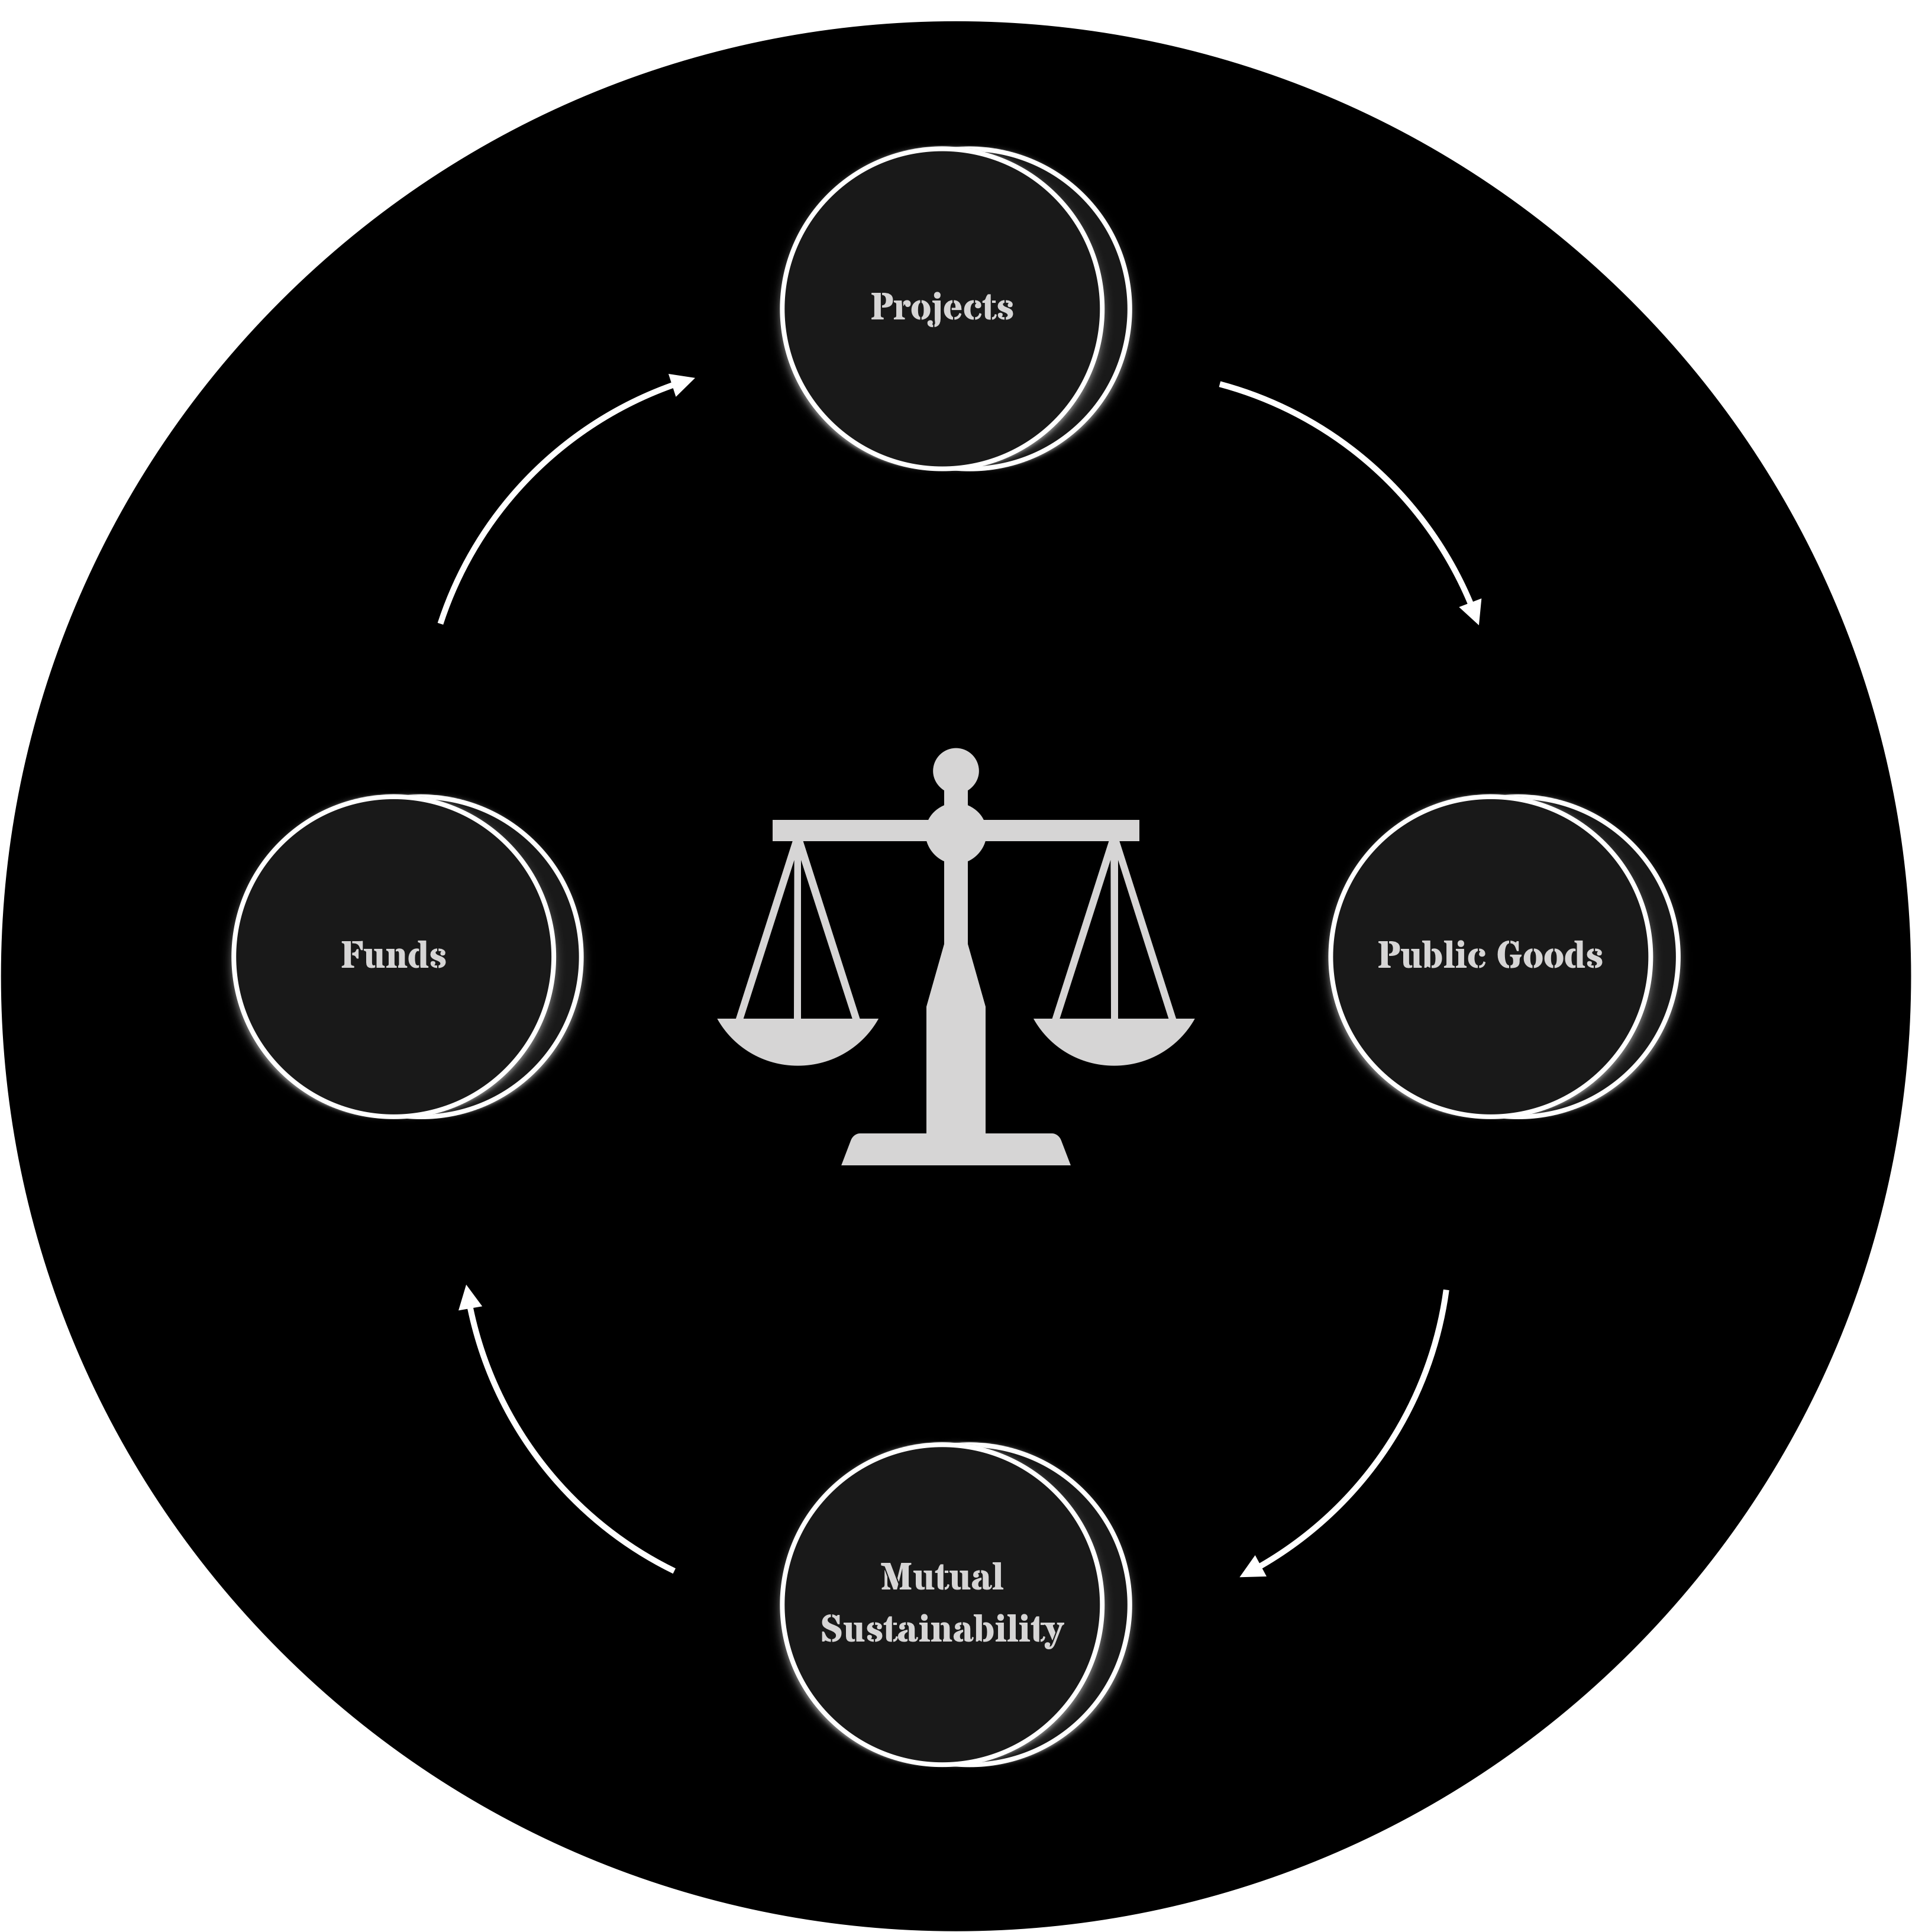 Projects
Funds
Public Goods
Mutual
Sustainability